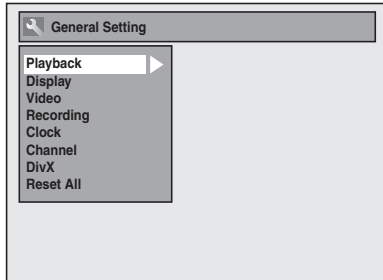 General Setting
Playback
Display
Video
Recording
Clock
Channel
DivX
Reset All